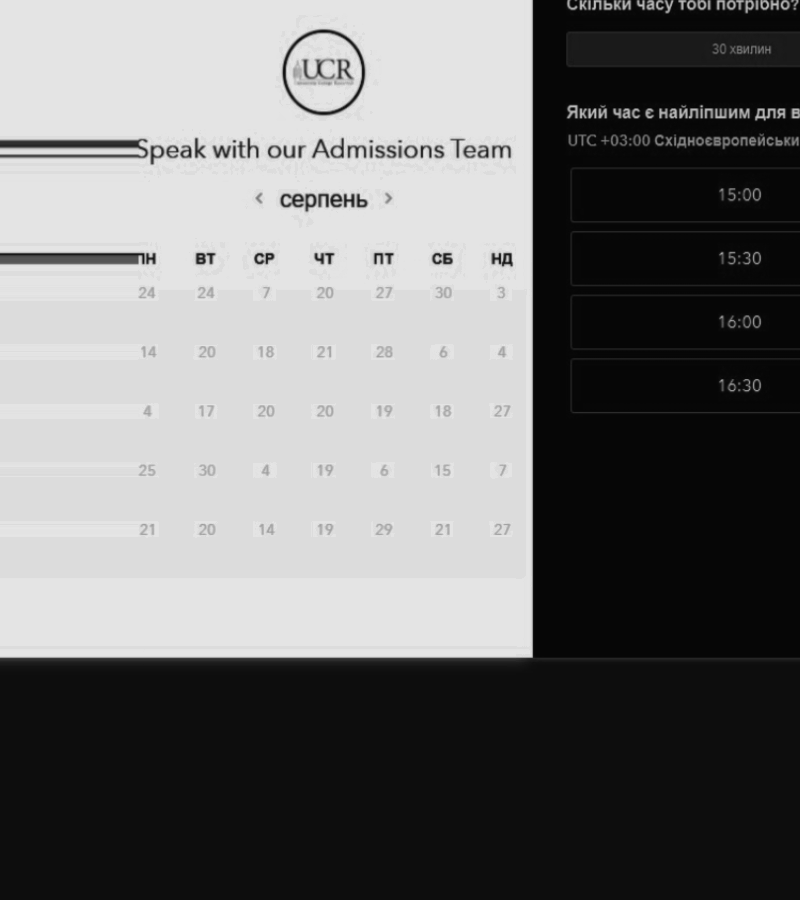 UCR
Speak with our Admissions Team
< серпень >
ПН ВТ СР ЧТ ПТ СБ НД
24 24 7 20 27 30 3
14 20 18 21 28 6 4
4 17 20 20 19 18 27
25 30 4 19 6 15 7
21 20 14 19 29 21 27
Скільки часу тобі потрібно?
30 хвилин
Який час є найліпшим для в
UTC +03:00 Східноєвропейськи
15:00
15:30
16:00
16:30